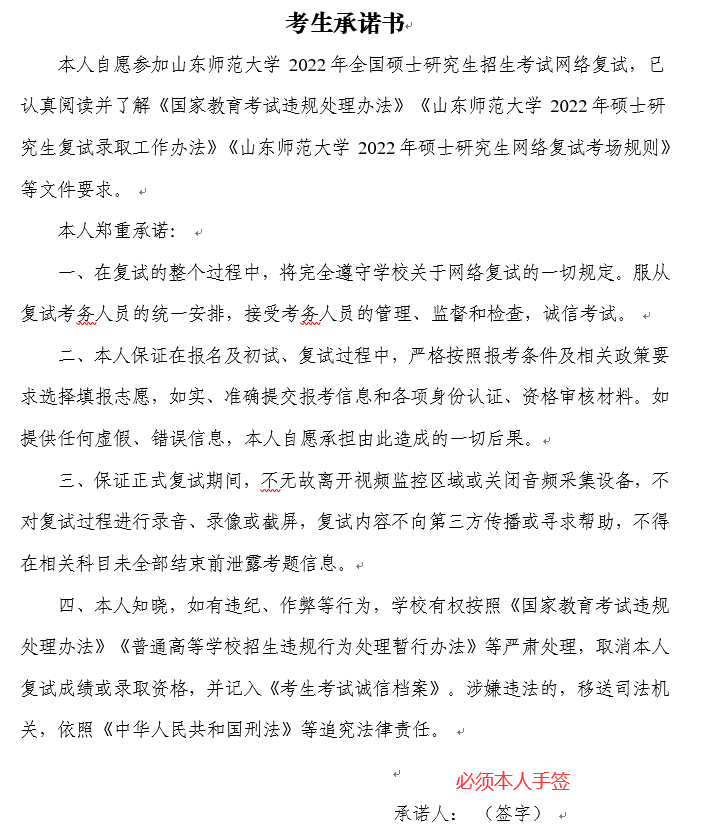 考生承诺书
本人自愿参加山东师范大学 2022 年全国硕士研究生招生考试网络复试，已
认真阅读并了解《国家教育考试违规处理办法》《山东师范大学 2022 年硕士研
究生复试录取工作办法》《山东师范大学 2022 年硕士研究生网络复试考场规则》
等文件要求。
本人郑重承诺：
一、在复试的整个过程中，将完全遵守学校关于网络复试的一切规定。服从
复试考务人员的统一安排，接受考务人员的管理、监督和检查，诚信考试。
二、本人保证在报名及初试、复试过程中，严格按照报考条件及相关政策要
求选择填报志愿，如实、准确提交报考信息和各项身份认证、资格审核材料。如
提供任何虚假、错误信息，本人自愿承担由此造成的一切后果。
三、保证正式复试期间，不无故离开视频监控区域或关闭音频采集设备，不
对复试过程进行录音、录像或截屏，复试内容不向第三方传播或寻求帮助，不得
在相关科目未全部结束前泄露考题信息。
四、本人知晓，如有违纪、作弊等行为，学校有权按照《国家教育考试违规
处理办法》《普通高等学校招生违规行为处理暂行办法》等严肃处理，取消本人
复试成绩或录取资格，并记入《考生考试诚信档案》。涉嫌违法的，移送司法机
关，依照《中华人民共和国刑法》等追究法律责任。
必须本人手签
承诺人： （签字）